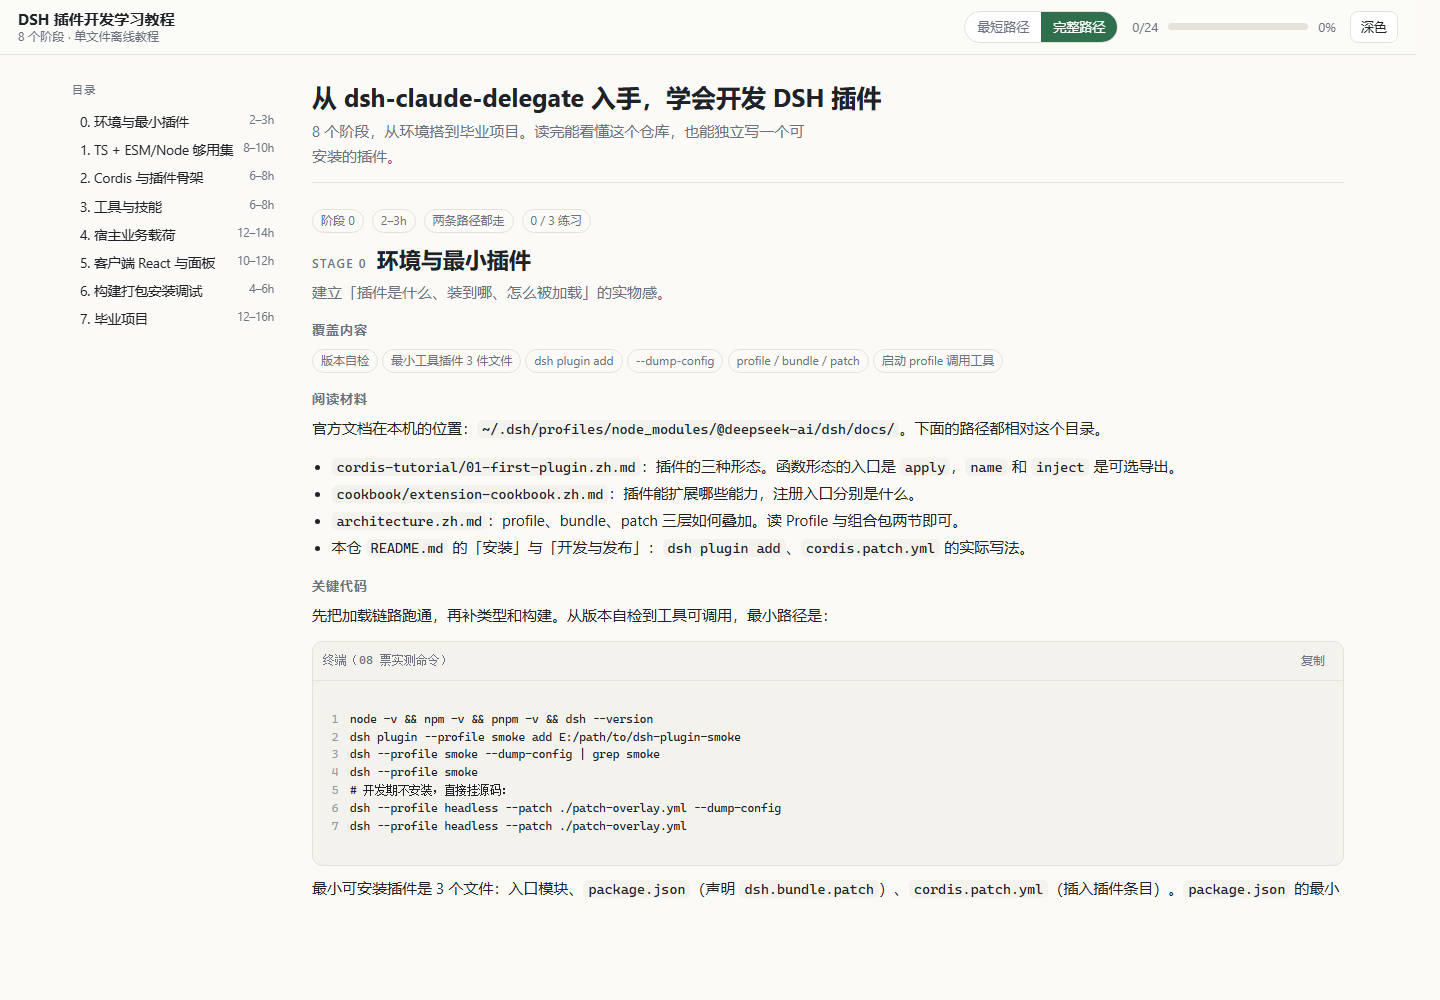 DSH 插件开发学习教程
8 个阶段 · 单文件离线教程
最短路径 完整路径 0/24 0% 深色
目录
0. 环境与最小插件 2–3h
1. TS + ESM/Node 够用集 8–10h
2. Cordis 与插件骨架 6–8h
3. 工具与技能 6–8h
4. 宿主业务载荷 12–14h
5. 客户端 React 与面板 10–12h
6. 构建打包安装调试 4–6h
7. 毕业项目 12–16h
从 dsh-claude-delegate 入手，学会开发 DSH 插件
8 个阶段，从环境搭到毕业项目。读完能看懂这个仓库，也能独立写一个可
安装的插件。
阶段 0 2–3h 两条路径都走 0 / 3 练习
STAGE 0 环境与最小插件
建立「插件是什么、装到哪、怎么被加载」的实物感。
覆盖内容
版本自检 最小工具插件 3 件文件 dsh plugin add --dump-config profile / bundle / patch 启动 profile 调用工具
阅读材料
官方文档在本机的位置： ~/.dsh/profiles/node_modules/@deepseek-ai/dsh/docs/ 。下面的路径都相对这个目录。
• cordis-tutorial/01-first-plugin.zh.md ：插件的三种形态。函数形态的入口是 apply ， name 和 inject 是可选导出。
• cookbook/extension-cookbook.zh.md ：插件能扩展哪些能力，注册入口分别是什么。
• architecture.zh.md ：profile、bundle、patch 三层如何叠加。读 Profile 与组合包两节即可。
• 本仓 README.md 的「安装」与「开发与发布」： dsh plugin add 、 cordis.patch.yml 的实际写法。
关键代码
先把加载链路跑通，再补类型和构建。从版本自检到工具可调用，最小路径是：
终端（08 票实测命令） 复制
1 node -v && npm -v && pnpm -v && dsh --version
2 dsh plugin --profile smoke add E:/path/to/dsh-plugin-smoke
3 dsh --profile smoke --dump-config | grep smoke
4 dsh --profile smoke
5 # 开发期不安装，直接挂源码：
6 dsh --profile headless --patch ./patch-overlay.yml --dump-config
7 dsh --profile headless --patch ./patch-overlay.yml
最小可安装插件是 3 个文件：入口模块、 package.json （声明 dsh.bundle.patch ）、 cordis.patch.yml （插入插件条目）。 package.json 的最小